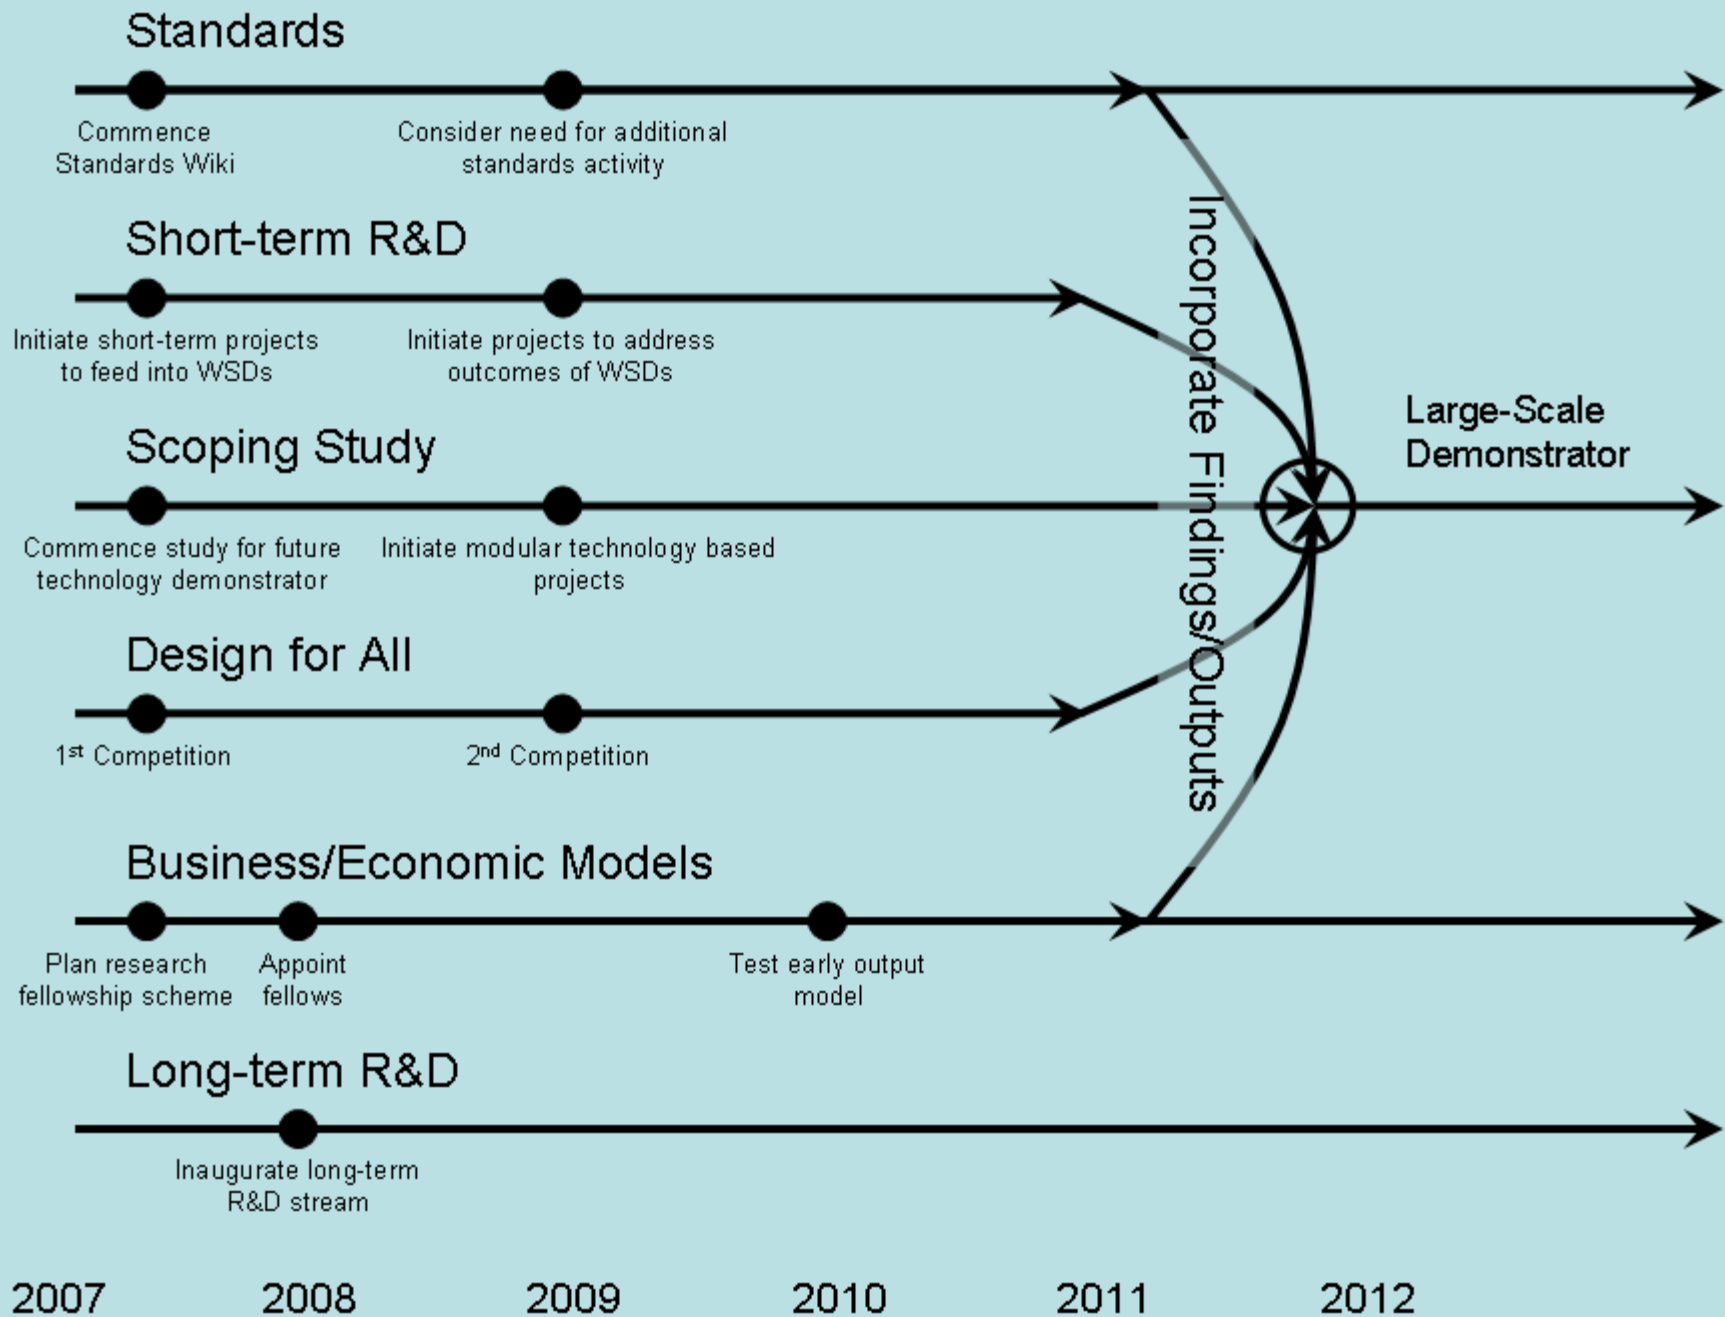 Standards
Commence
Standards Wiki
Consider need for additional
standards activity
Short-term R&D
Initiate short-term projects
to feed into WSDs
Initiate projects to address
outcomes of WSDs
Scoping Study
Commence study for future
technology demonstrator
Initiate modular technology based
projects
Design for All
1st Competition
2nd Competition
Business/Economic Models
Plan research
fellowship scheme
Appoint
fellows
Test early output
model
Long-term R&D
Inaugurate long-term
R&D stream
Incorporate Findings/Outputs
Large-Scale
Demonstrator
2007 2008 2009 2010 2011 2012